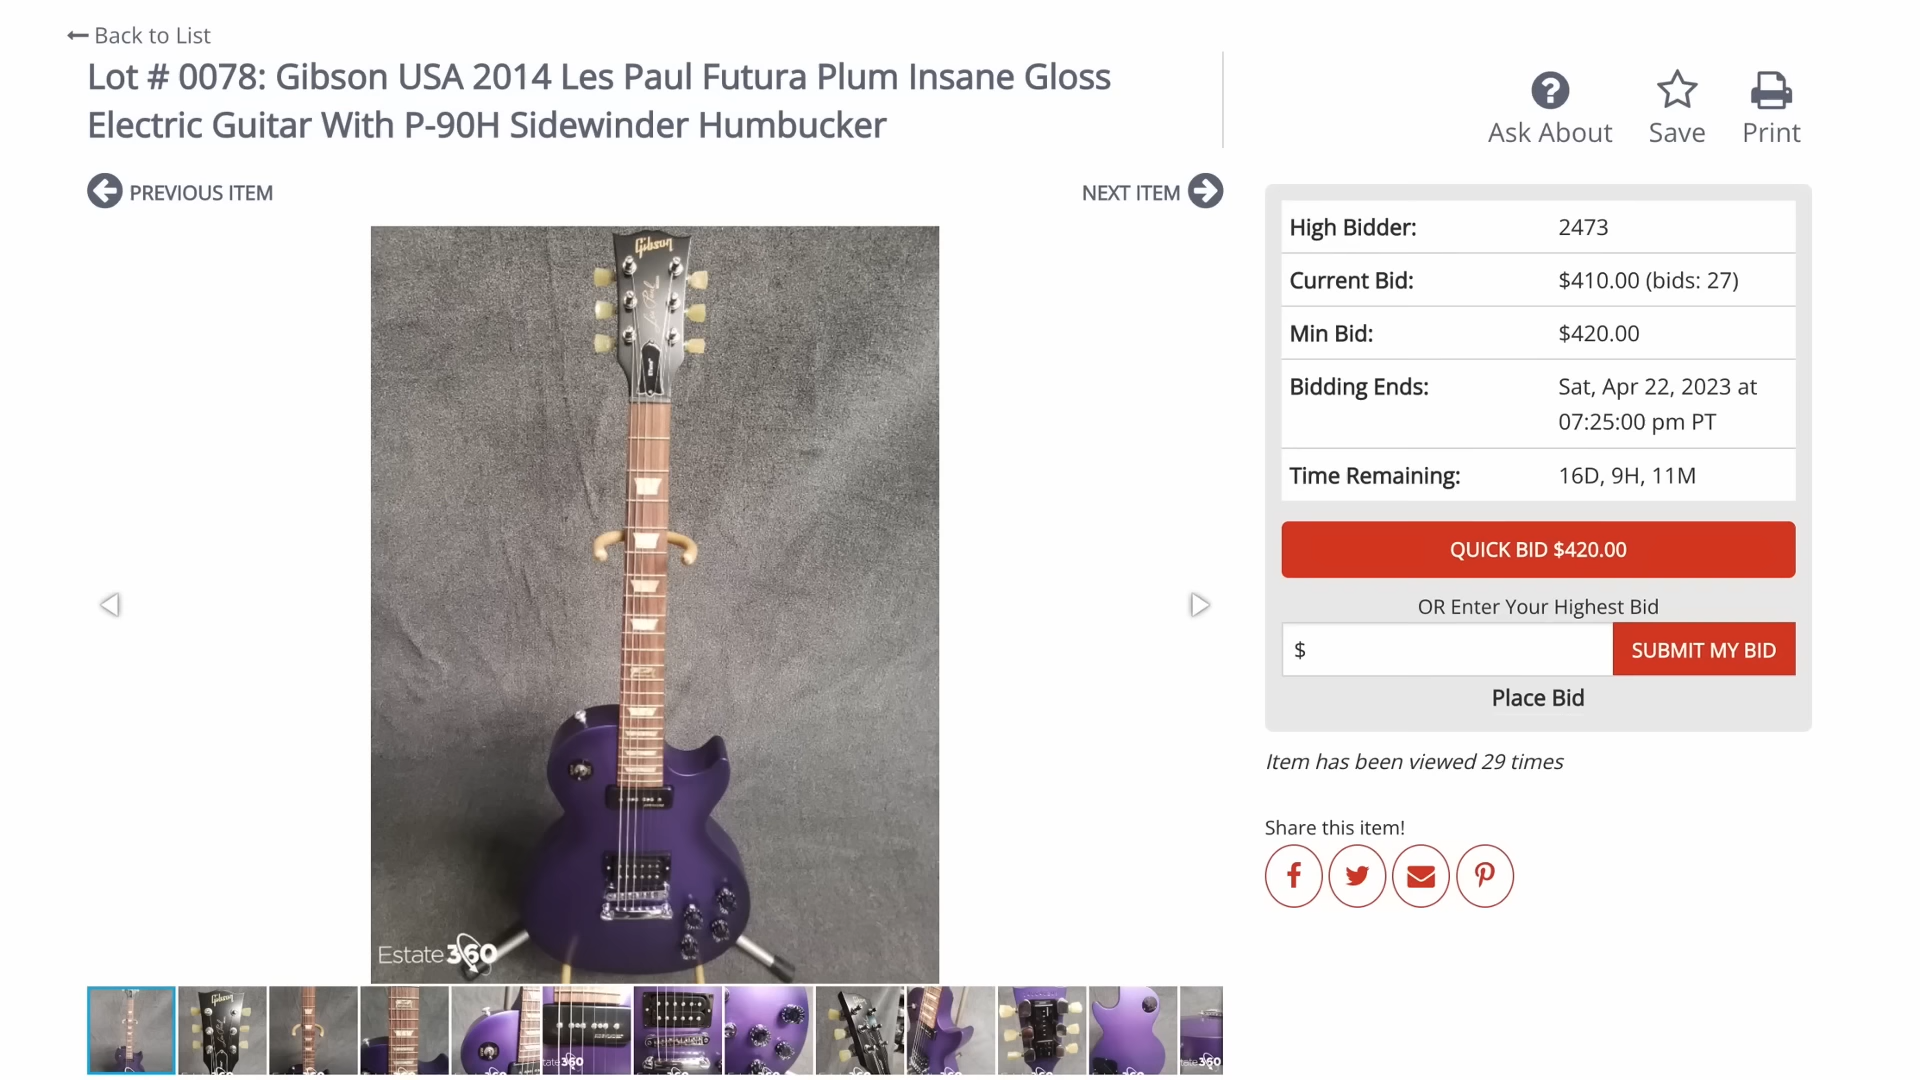 Back to List
Lot # 0078: Gibson USA 2014 Les Paul Futura Plum Insane Gloss
Electric Guitar With P-90H Sidewinder Humbucker
Ask About
Save
Print
PREVIOUS ITEM
NEXT ITEM
Gibson
Les Paul
Estate 360
High Bidder: 2473
Current Bid: $410.00 (bids: 27)
Min Bid: $420.00
Bidding Ends: Sat, Apr 22, 2023 at
07:25:00 pm PT
Time Remaining: 16D, 9H, 11M
QUICK BID $420.00
OR Enter Your Highest Bid
$
SUBMIT MY BID
Place Bid
Item has been viewed 29 times
Share this item!